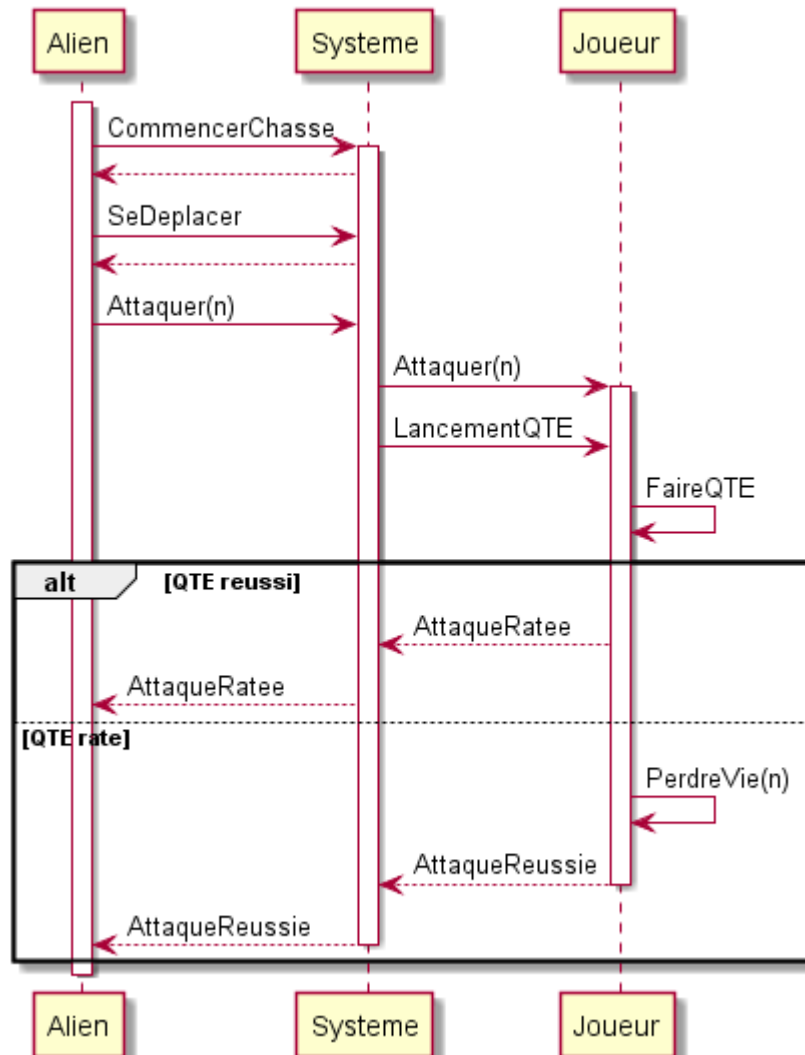 Alien Systeme Joueur
CommencerChasse
SeDeplacer
Attaquer(n)
Attaquer(n)
LancementQTE
FaireQTE
alt [QTE reussi]
AttaqueRatee
AttaqueRatee
[QTE rate]
PerdreVie(n)
AttaqueReussie
AttaqueReussie
Alien Systeme Joueur